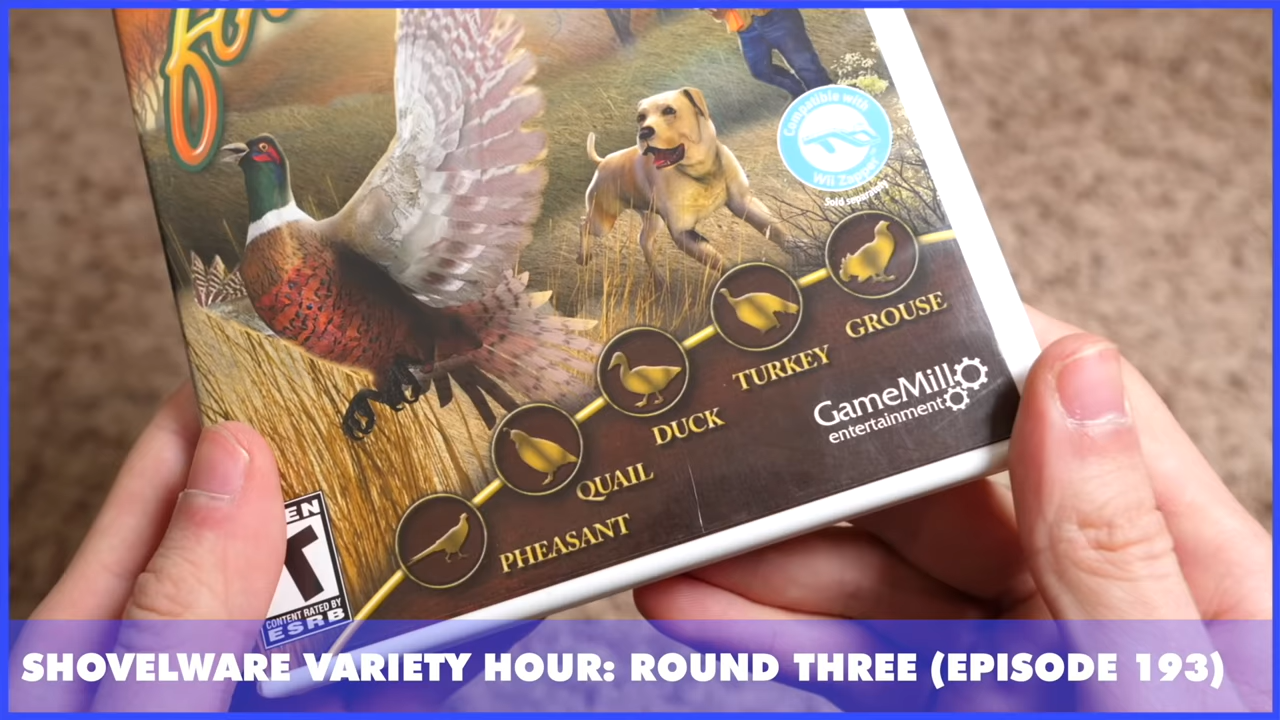 Compatible with
Wii Zapper™
Sold separately
GROUSE
TURKEY
DUCK
QUAIL
PHEASANT
GameMill
entertainment
T
CONTENT RATED BY
ESRB
SHOVELWARE VARIETY HOUR: ROUND THREE (EPISODE 193)